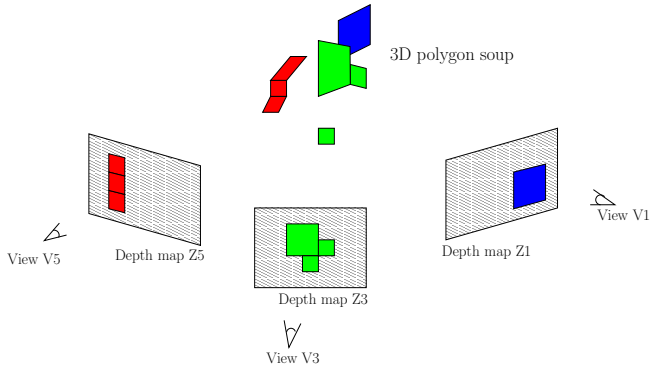 3D polygon soup
View V1
View V5
Depth map Z5
Depth map Z1
Depth map Z3
View V3